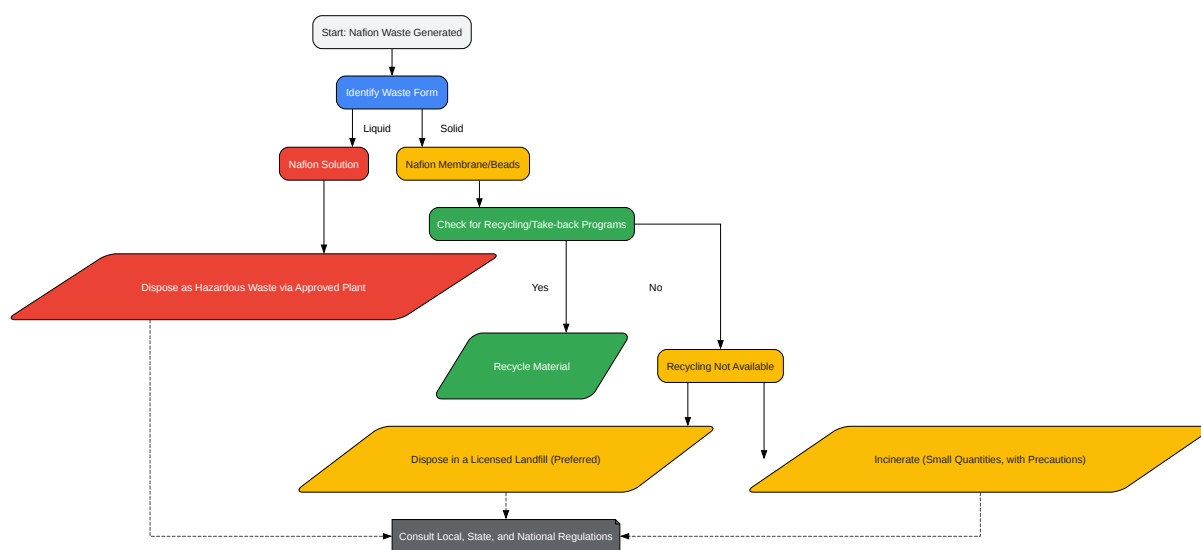 Start: Nafion Waste Generated
Identify Waste Form
Liquid
Solid
Nafion Solution
Nafion Membrane/Beads
Check for Recycling/Take-back Programs
Dispose as Hazardous Waste via Approved Plant
Yes
No
Recycle Material
Recycling Not Available
Dispose in a Licensed Landfill (Preferred)
Incinerate (Small Quantities, with Precautions)
Consult Local, State, and National Regulations